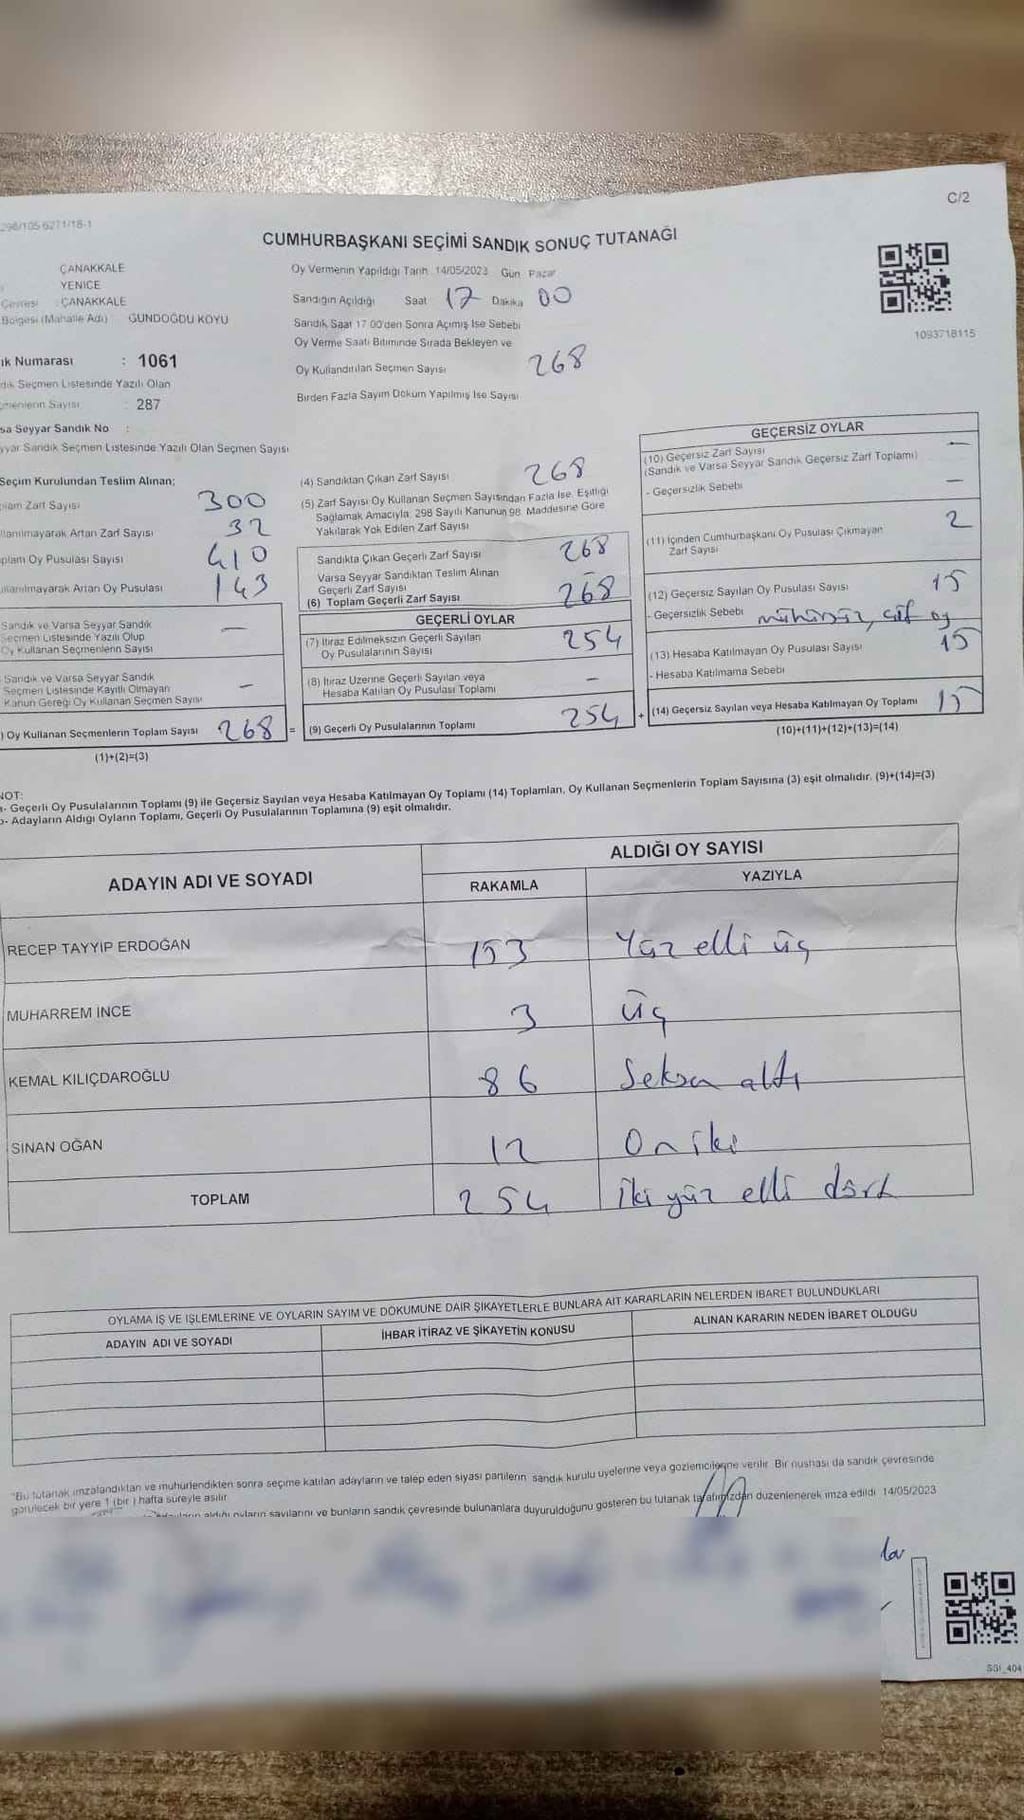 298/105 6271/18-1
C/2
CUMHURBAŞKANI SEÇİMİ SANDIK SONUÇ TUTANAĞI
ÇANAKKALE
YENİCE
Çevresi : ÇANAKKALE
Bölgesi (Mahalle Adı) GÜNDOĞDU KÖYÜ
Numarası : 1061
Seçmen Listesinde Yazılı Olan
Sayısı : 287
Seyyar Sandık No :
Sandık Seçmen Listesinde Yazılı Olan Seçmen Sayısı
Oy Vermenin Yapıldığı Tarih 14/05/2023 Gün Pazar
Sandığın Açıldığı Saat 17 Dakika 00
Sandık Saat 17 00'den Sonra Açımış İse Sebebi
Oy Verme Saati Bitiminde Sırada Bekleyen ve
Oy Kullandırılan Seçmen Sayısı 268
Birden Fazla Sayım Döküm Yapılmış İse Sayısı
1093718115
Seçim Kurulundan Teslim Alınan;
Zarf Sayısı 300
Artan Zarf Sayısı 32
Oy Pusulası Sayısı 410
Artan Oy Pusulası 143
Sandık ve Varsa Seyyar Sandık
Seçmen Listesinde Yazılı Olup
Oy Kullanan Seçmenlerin Sayısı —
Sandık ve Varsa Seyyar Sandık
Seçmen Listesinde Kayıtlı Olmayan
Kanun Gereği Oy Kullanan Seçmen Sayısı -
) Oy Kullanan Seçmenlerin Toplam Sayısı 268 =
(1)+(2)=(3)
(4) Sandıktan Çıkan Zarf Sayısı 268
(5) Zarf Sayısı Oy Kullanan Seçmen Sayısından Fazla İse, Eşitliği
Sağlamak Amacıyla, 298 Sayılı Kanunun 98. Maddesine Göre
Yakılarak Yok Edilen Zarf Sayısı -
Sandıkta Çıkan Geçerli Zarf Sayısı 268
Varsa Seyyar Sandıktan Teslim Alınan
Geçerli Zarf Sayısı -
(6) Toplam Geçerli Zarf Sayısı 268
GEÇERLİ OYLAR
(7) İtiraz Edilmeksizin Geçerli Sayılan
Oy Pusulalarının Sayısı 254
(8) İtiraz Üzerine Geçerli Sayılan veya
Hesaba Katılan Oy Pusulası Toplamı -
(9) Geçerli Oy Pusulalarının Toplamı 254 +
GEÇERSİZ OYLAR
(10) Geçersiz Zarf Sayısı —
(Sandık ve Varsa Seyyar Sandık Geçersiz Zarf Toplamı)
- Geçersizlik Sebebi —
(11) İçinden Cumhurbaşkanı Oy Pusulası Çıkmayan
Zarf Sayısı 2
(12) Geçersiz Sayılan Oy Pusulası Sayısı 15
- Geçersizlik Sebebi mühürsüz, çift oy
(13) Hesaba Katılmayan Oy Pusulası Sayısı 15
- Hesaba Katılmama Sebebi
(14) Geçersiz Sayılan veya Hesaba Katılmayan Oy Toplamı 15
(10)+(11)+(12)+(13)=(14)
NOT:
- Geçerli Oy Pusulalarının Toplamı (9) ile Geçersiz Sayılan veya Hesaba Katılmayan Oy Toplamı (14) Toplamları, Oy Kullanan Seçmenlerin Toplam Sayısına (3) eşit olmalıdır. (9)+(14)=(3)
- Adayların Aldığı Oyların Toplamı, Geçerli Oy Pusulalarının Toplamına (9) eşit olmalıdır.
ADAYIN ADI VE SOYADI
ALDIĞI OY SAYISI
RAKAMLA YAZIYLA
RECEP TAYYİP ERDOĞAN 153 Yüz elli üç
MUHARREM İNCE 3 üç
KEMAL KILIÇDAROĞLU 86 Seksen altı
SİNAN OĞAN 12 On iki
TOPLAM 254 İki yüz elli dört
OYLAMA İŞ VE İŞLEMLERİNE VE OYLARIN SAYIM VE DÖKÜMÜNE DAİR ŞİKAYETLERLE BUNLARA AİT KARARLARIN NELERDEN İBARET BULUNDUKLARI
ADAYIN ADI VE SOYADI İHBAR İTİRAZ VE ŞİKAYETİN KONUSU ALINAN KARARIN NEDEN İBARET OLDUĞU
"Bu tutanak imzalandıktan ve mühürlendikten sonra seçime katılan adayların ve talep eden siyasi partilerin sandık kurulu üyelerine veya gözlemcilerine verilir. Bir nüshası da sandık çevresinde
görülecek bir yere 1 (bir) hafta süreyle asılır
aldığı oyların sayılarını ve bunların sandık çevresinde bulunanlara duyurulduğunu gösteren bu tutanak tarafımızdan düzenlenerek imza edildi 14/05/2023
SSI_404